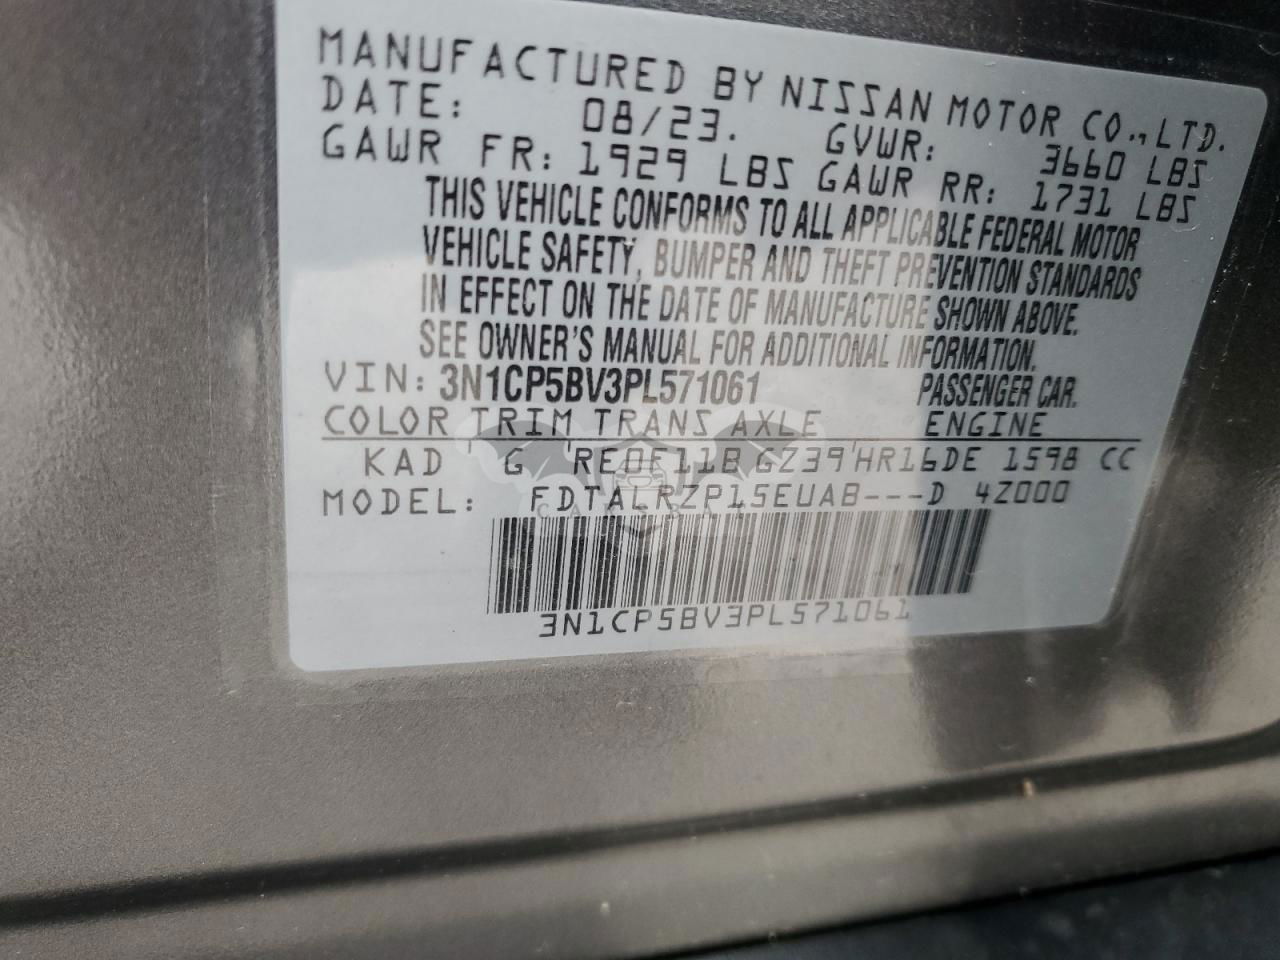 MANUFACTURED BY NISSAN MOTOR CO., LTD.
DATE: 08/23. GVWR: 3660 LBS
GAWR FR: 1929 LBS GAWR RR: 1731 LBS
THIS VEHICLE CONFORMS TO ALL APPLICABLE FEDERAL MOTOR
VEHICLE SAFETY, BUMPER AND THEFT PREVENTION STANDARDS
IN EFFECT ON THE DATE OF MANUFACTURE SHOWN ABOVE.
SEE OWNER'S MANUAL FOR ADDITIONAL INFORMATION.
VIN: 3N1CP5BV3PL571061 PASSENGER CAR.
COLOR TRIM TRANS AXLE ENGINE
KAD G RE0F11B GZ39 HR16DE 1598 CC
MODEL: FDTALRZP15EUAB---D 4Z000
3N1CP5BV3PL571061